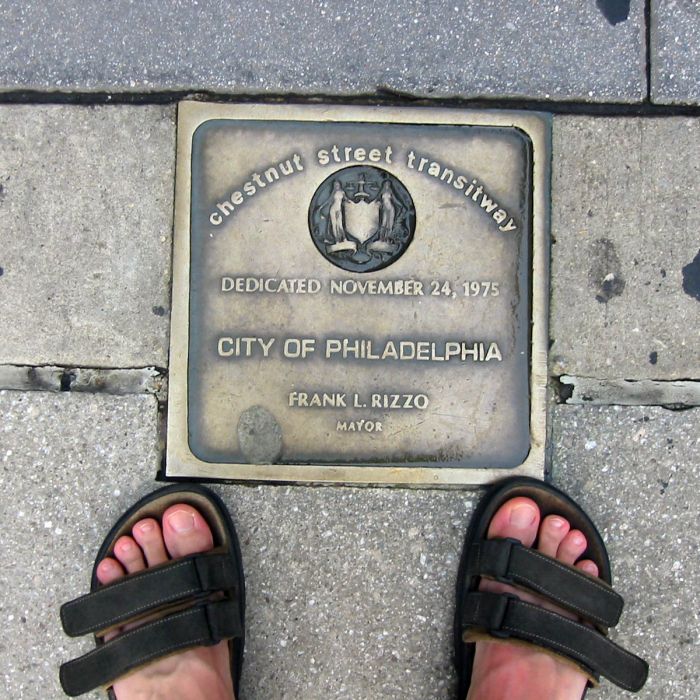 chestnut street transitway
DEDICATED NOVEMBER 24, 1975
CITY OF PHILADELPHIA
FRANK L. RIZZO
MAYOR